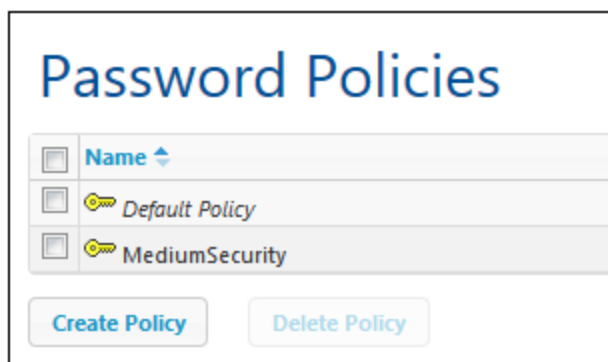 Password Policies
Name
Default Policy
MediumSecurity
Create Policy Delete Policy